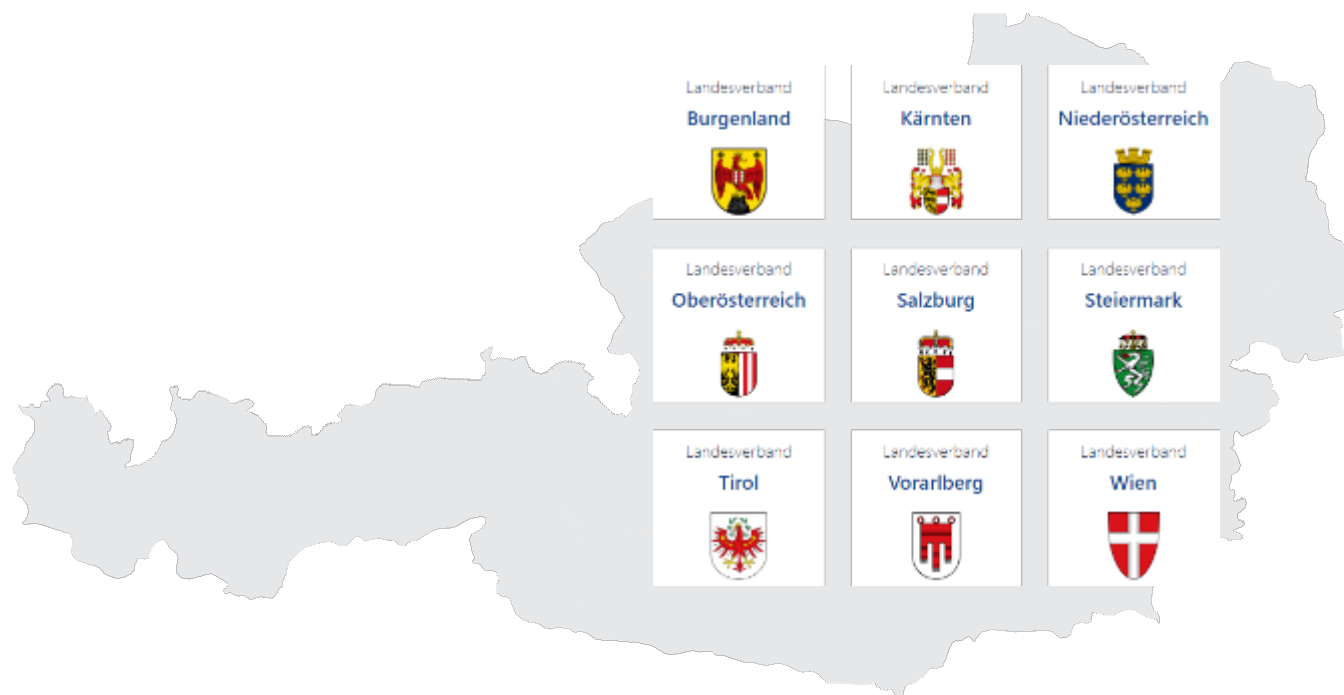 Landesverband
Burgenland
Landesverband
Kärnten
Landesverband
Niederösterreich
Landesverband
Oberösterreich
Landesverband
Salzburg
Landesverband
Steiermark
Landesverband
Tirol
Landesverband
Vorarlberg
Landesverband
Wien